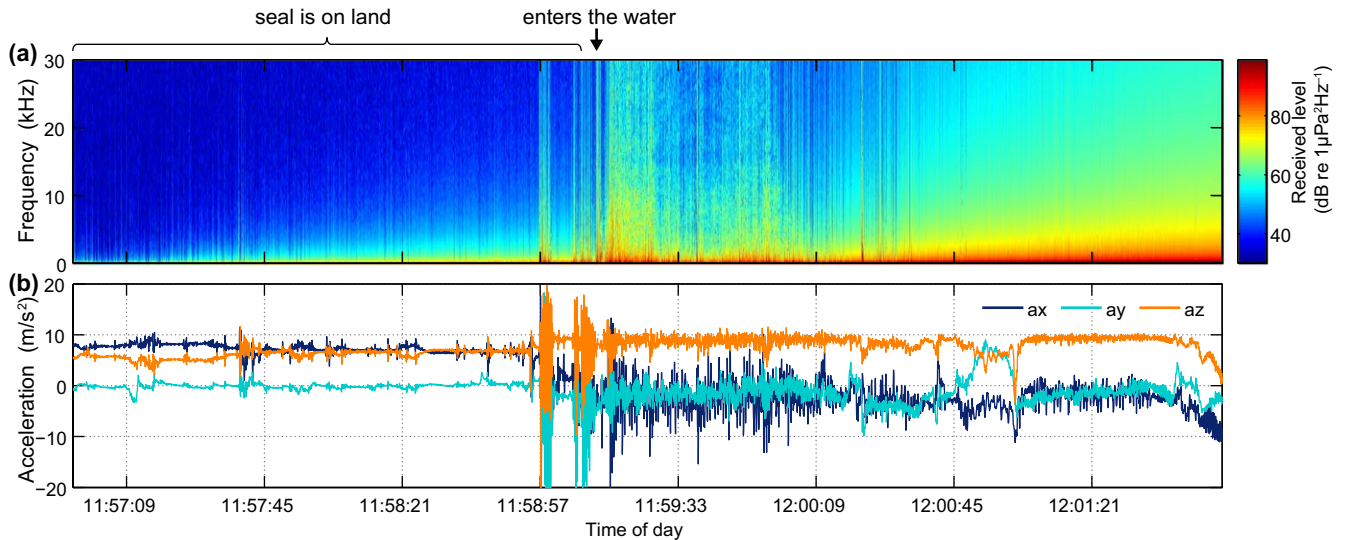 seal is on land
enters the water
(a)
30
20
10
0
Frequency (kHz)
80
60
40
Received level
(dB re 1µPa²Hz⁻¹)
(b)
20
10
0
−10
−20
Acceleration (m/s²)
ax ay az
11:57:09 11:57:45 11:58:21 11:58:57 11:59:33 12:00:09 12:00:45 12:01:21
Time of day